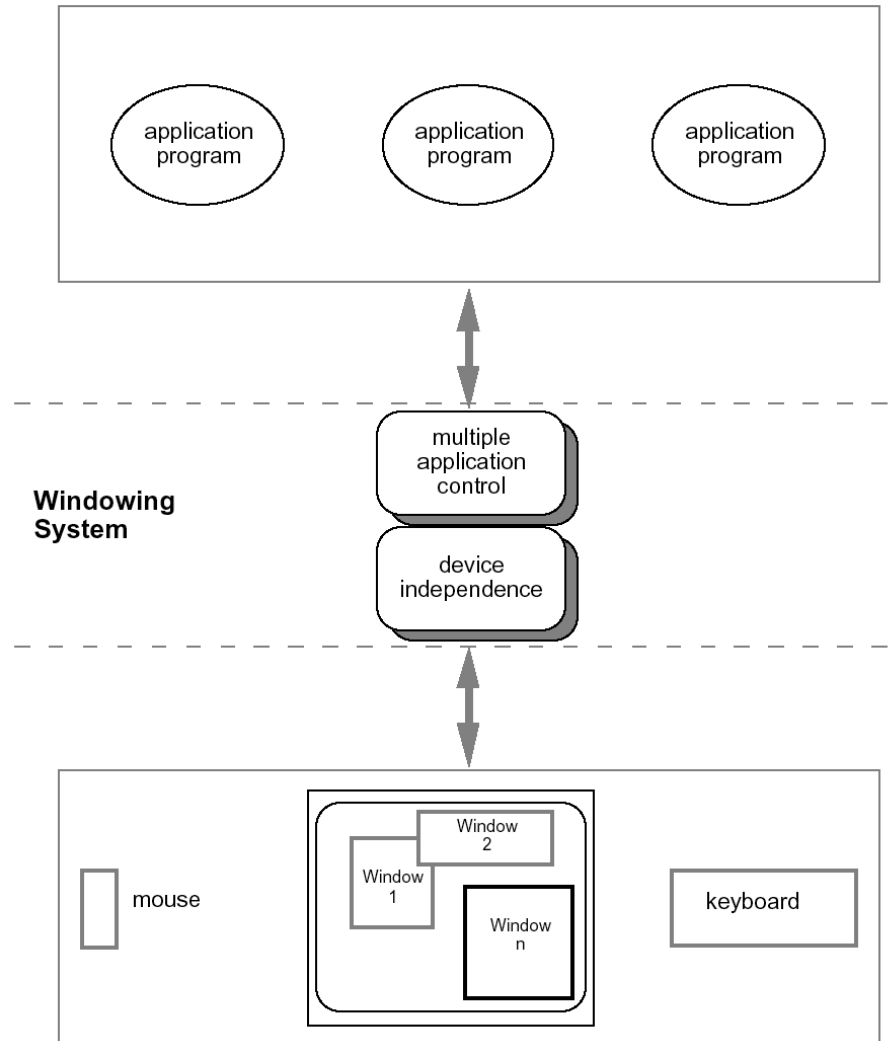 application
program
application
program
application
program
multiple
application
control
Windowing
System
device
independence
Window
2
Window
1
mouse
keyboard
Window
n